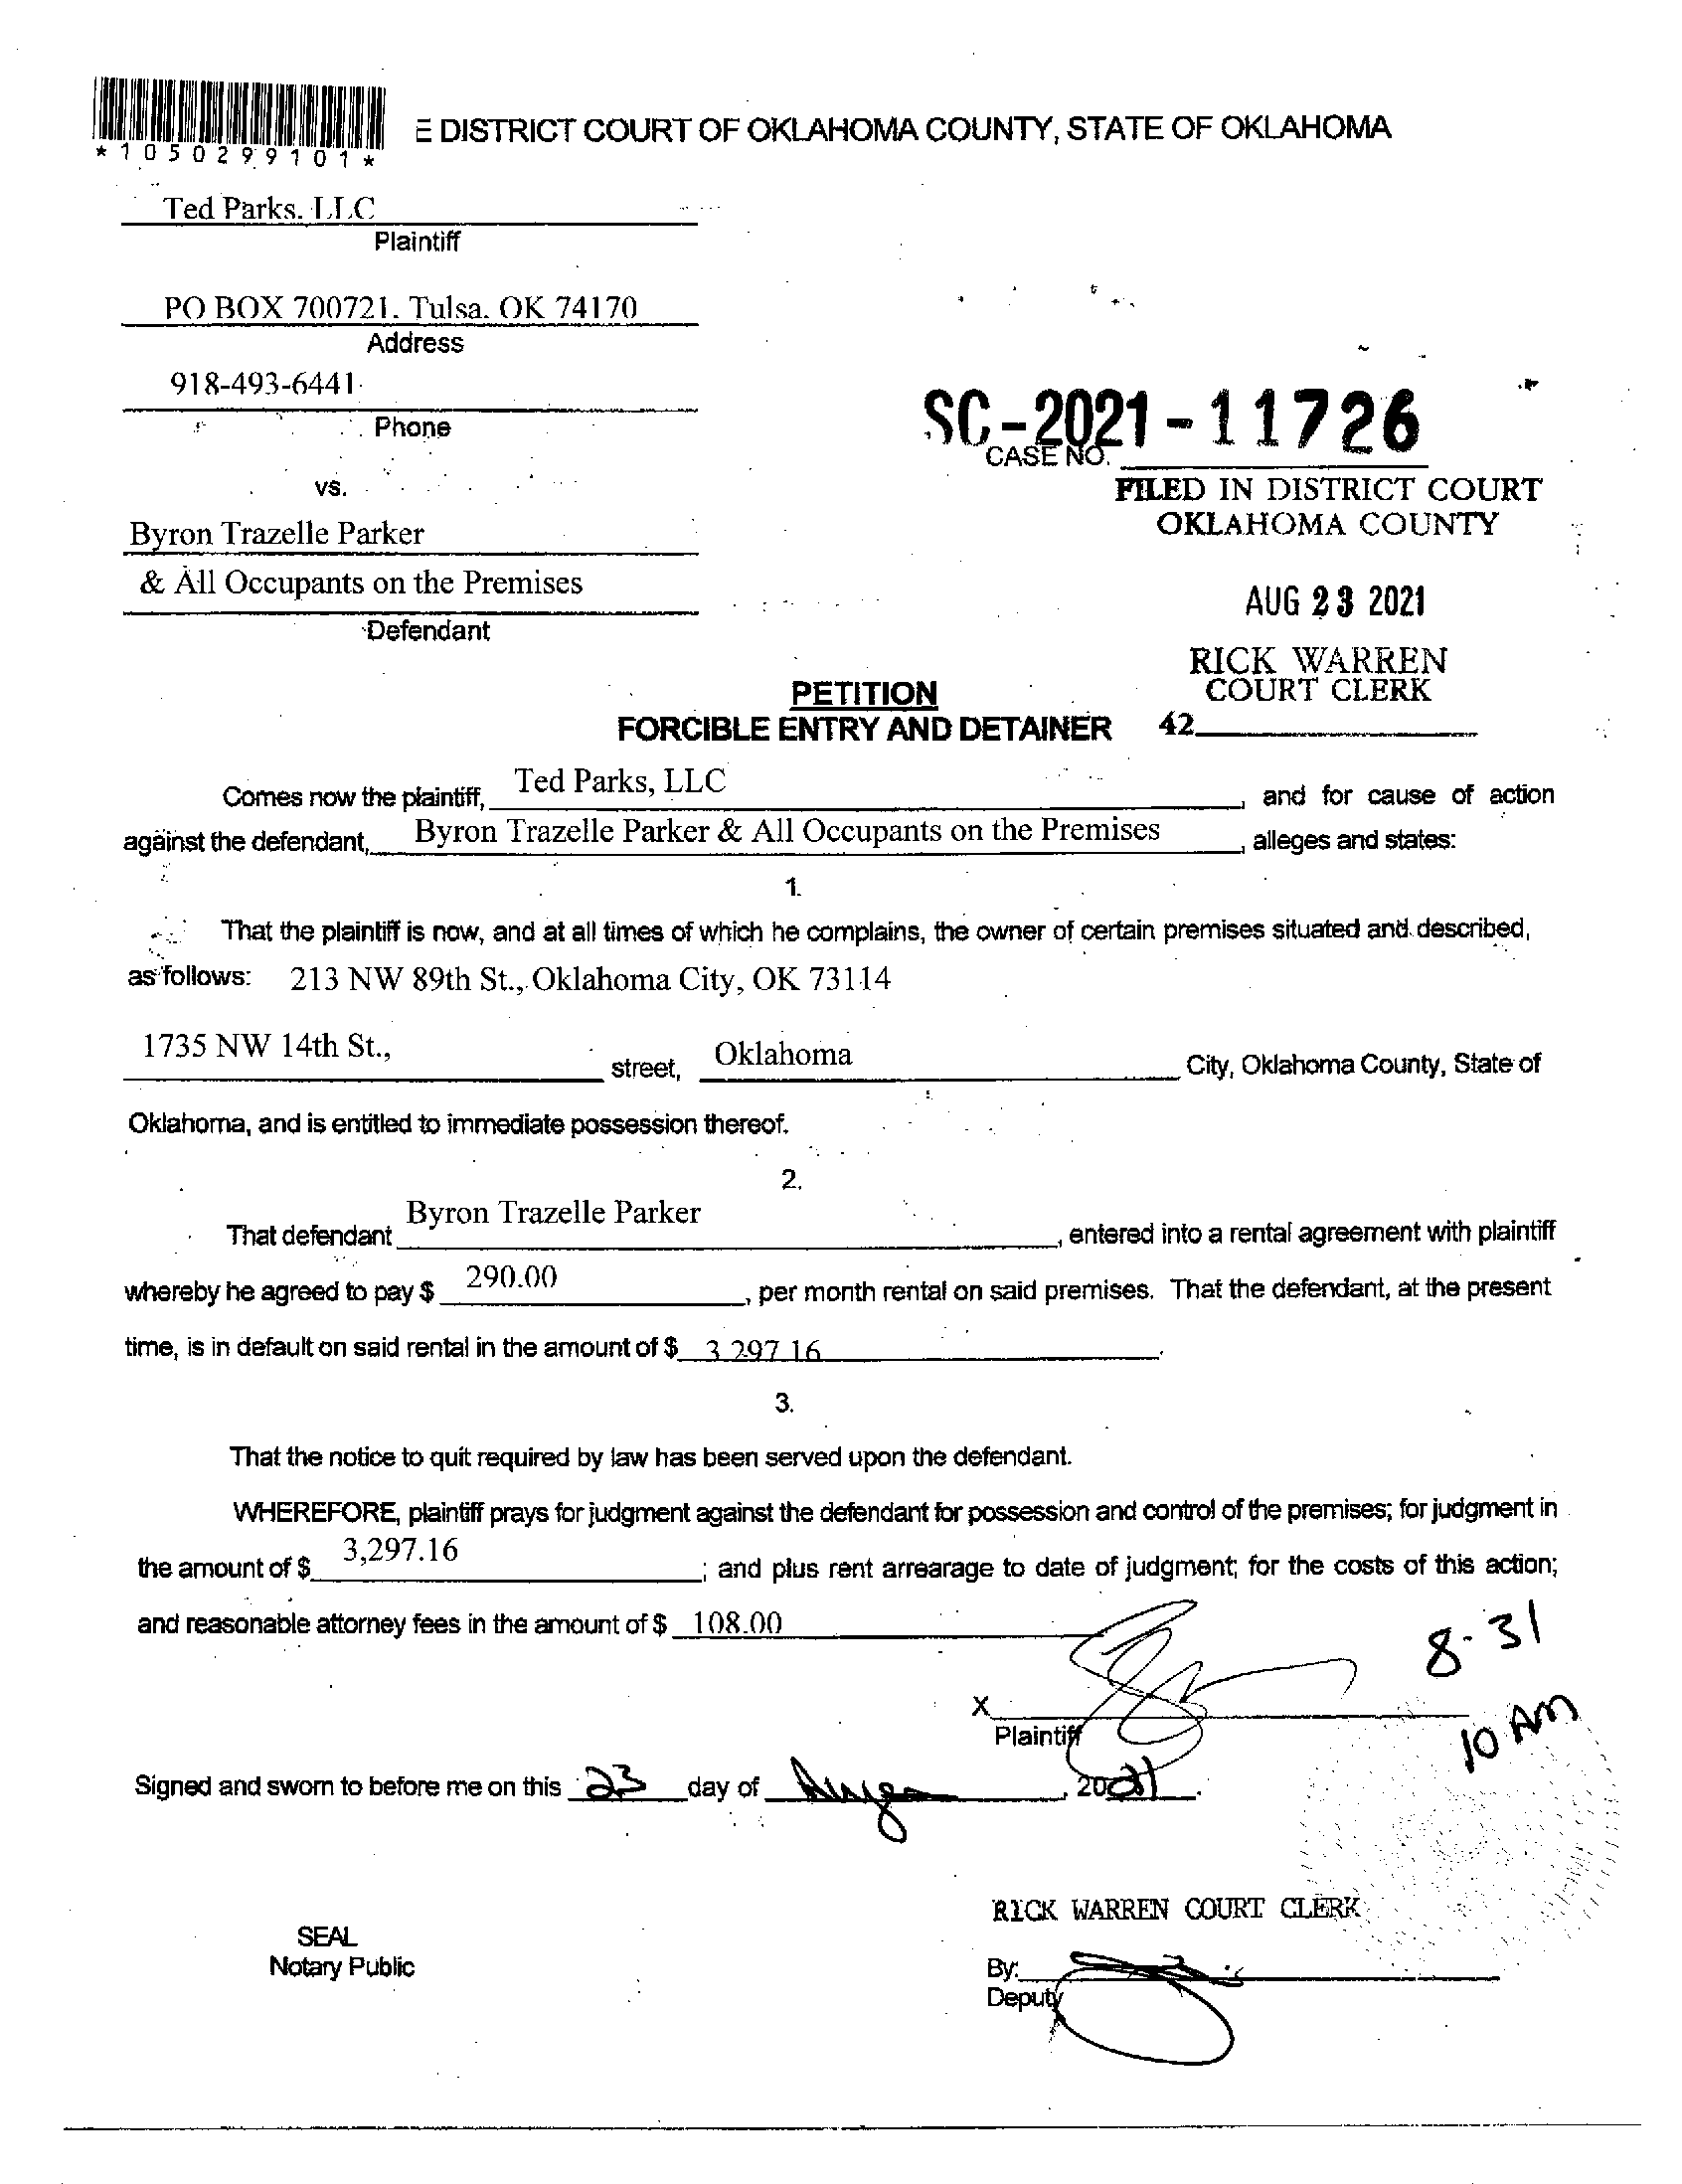 *1050299101*
E DISTRICT COURT OF OKLAHOMA COUNTY, STATE OF OKLAHOMA
Ted Parks, LLC
Plaintiff
PO BOX 700721, Tulsa, OK 74170
Address
918-493-6441
Phone
SC-2021-11726
CASE NO.
vs.
FILED IN DISTRICT COURT
OKLAHOMA COUNTY
Byron Trazelle Parker
& All Occupants on the Premises
Defendant
AUG 23 2021
RICK WARREN
COURT CLERK
42
PETITION
FORCIBLE ENTRY AND DETAINER
Comes now the plaintiff, Ted Parks, LLC, and for cause of action
against the defendant, Byron Trazelle Parker & All Occupants on the Premises, alleges and states:
1.
That the plaintiff is now, and at all times of which he complains, the owner of certain premises situated and described,
as follows: 213 NW 89th St., Oklahoma City, OK 73114
1735 NW 14th St., street, Oklahoma City, Oklahoma County, State of
Oklahoma, and is entitled to immediate possession thereof.
2.
That defendant Byron Trazelle Parker, entered into a rental agreement with plaintiff
whereby he agreed to pay $ 290.00, per month rental on said premises. That the defendant, at the present
time, is in default on said rental in the amount of $ 3,297.16.
3.
That the notice to quit required by law has been served upon the defendant.
WHEREFORE, plaintiff prays for judgment against the defendant for possession and control of the premises; for judgment in
the amount of $ 3,297.16; and plus rent arrearage to date of judgment; for the costs of this action;
and reasonable attorney fees in the amount of $ 108.00
8-31
10 AM
X
Plaintiff
Signed and sworn to before me on this 23 day of, 2021.
RICK WARREN COURT CLERK
SEAL
Notary Public
By:
Deputy